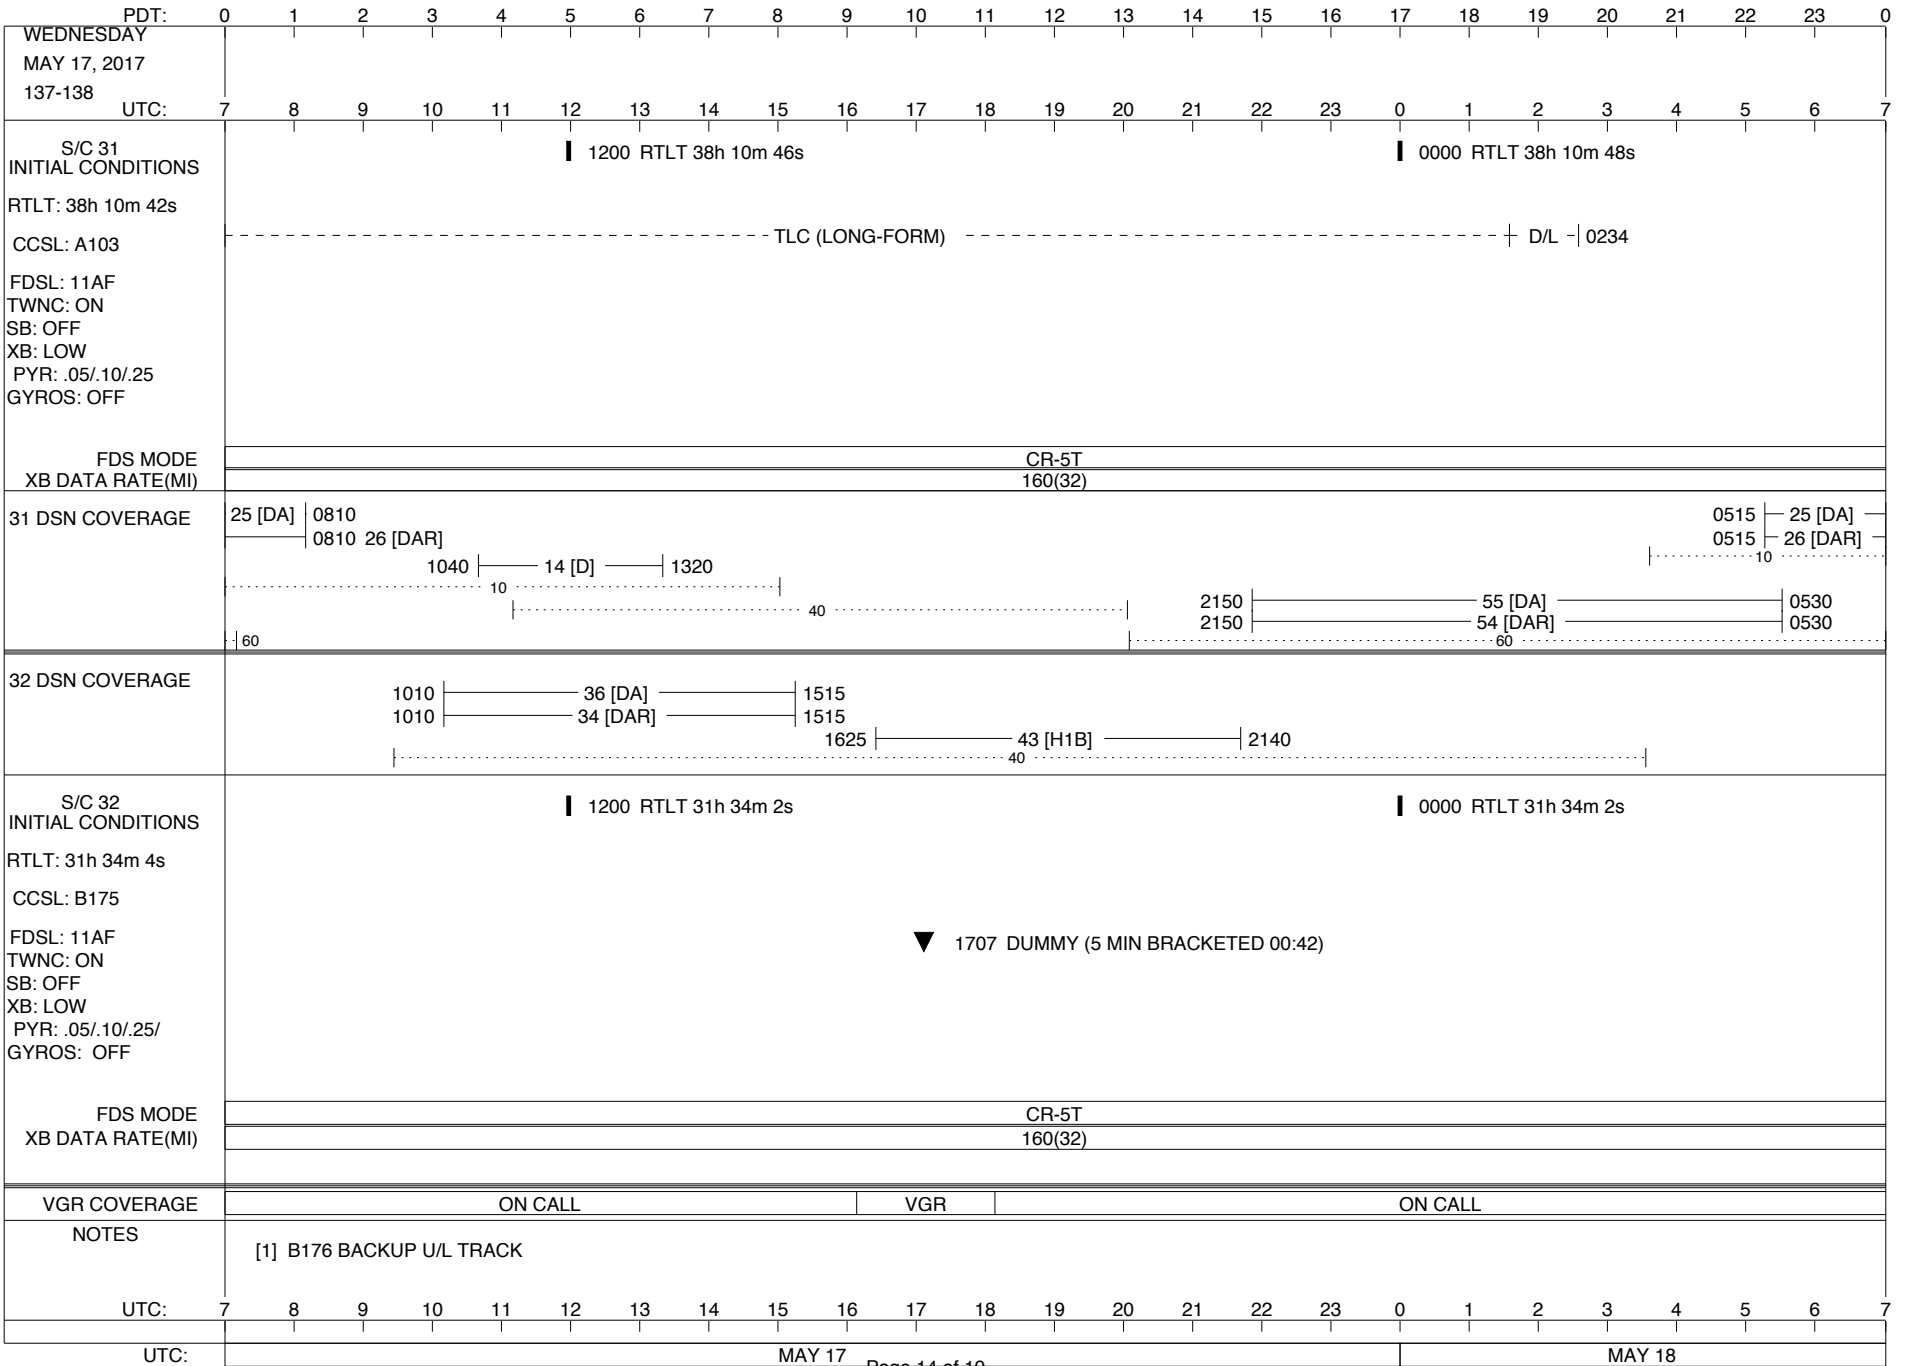 PDT: 0 1 2 3 4 5 6 7 8 9 10 11 12 13 14 15 16 17 18 19 20 21 22 23 0
WEDNESDAY
MAY 17, 2017
137-138
UTC: 7 8 9 10 11 12 13 14 15 16 17 18 19 20 21 22 23 0 1 2 3 4 5 6 7
S/C 31
INITIAL CONDITIONS
1200 RTLT 38h 10m 46s
0000 RTLT 38h 10m 48s
RTLT: 38h 10m 42s
TLC (LONG-FORM)
D/L
0234
CCSL: A103
FDSL: 11AF
TWNC: ON
SB: OFF
XB: LOW
PYR: .05/.10/.25
GYROS: OFF
FDS MODE
CR-5T
XB DATA RATE(MI)
160(32)
31 DSN COVERAGE
25 [DA] 0810
0515 25 [DA]
0810 26 [DAR]
0515 26 [DAR]
10
1040 14 [D] 1320
10
2150 55 [DA] 0530
40
2150 54 [DAR] 0530
60
60
32 DSN COVERAGE
1010 36 [DA] 1515
1010 34 [DAR] 1515
1625 43 [H1B] 2140
40
S/C 32
INITIAL CONDITIONS
1200 RTLT 31h 34m 2s
0000 RTLT 31h 34m 2s
RTLT: 31h 34m 4s
CCSL: B175
FDSL: 11AF
1707 DUMMY (5 MIN BRACKETED 00:42)
TWNC: ON
SB: OFF
XB: LOW
PYR: .05/.10/.25/
GYROS: OFF
FDS MODE
CR-5T
XB DATA RATE(MI)
160(32)
VGR COVERAGE
ON CALL
VGR
ON CALL
NOTES
[1] B176 BACKUP U/L TRACK
UTC: 7 8 9 10 11 12 13 14 15 16 17 18 19 20 21 22 23 0 1 2 3 4 5 6 7
UTC:
MAY 17
MAY 18
Page 14 of 19